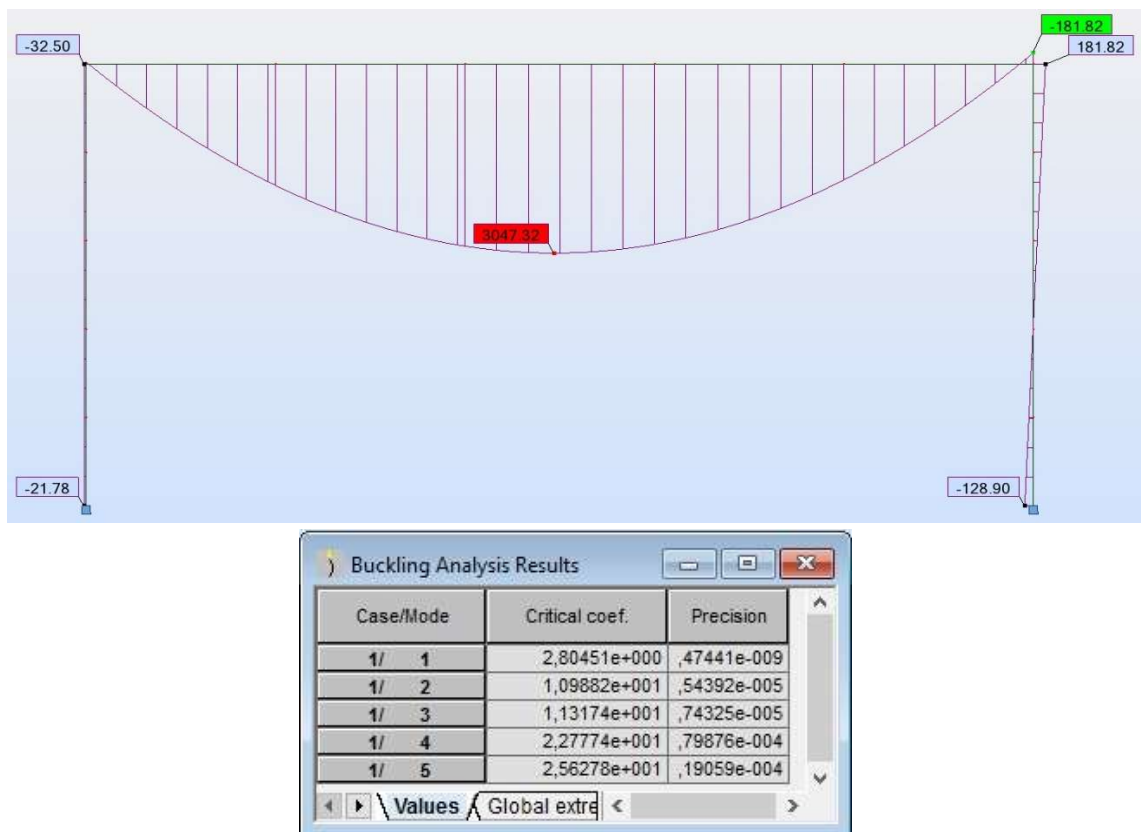 -181.82
-32.50
181.82
3047.32
-21.78
-128.90
Buckling Analysis Results
Case/Mode Critical coef. Precision
1/ 1 2,80451e+000 ,47441e-009
1/ 2 1,09882e+001 ,54392e-005
1/ 3 1,13174e+001 ,74325e-005
1/ 4 2,27774e+001 ,79876e-004
1/ 5 2,56278e+001 ,19059e-004
Values Global extre